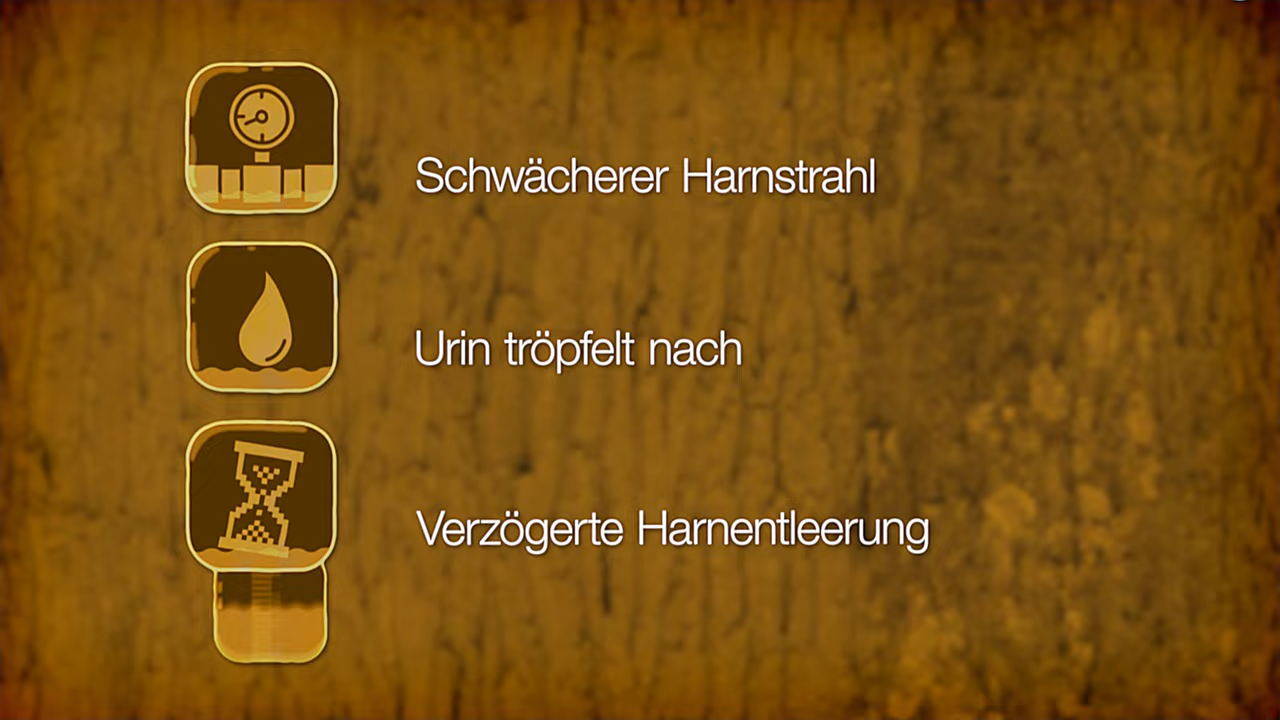 Schwächerer Harnstrahl
Urin tröpfelt nach
Verzögerte Harnentleerung